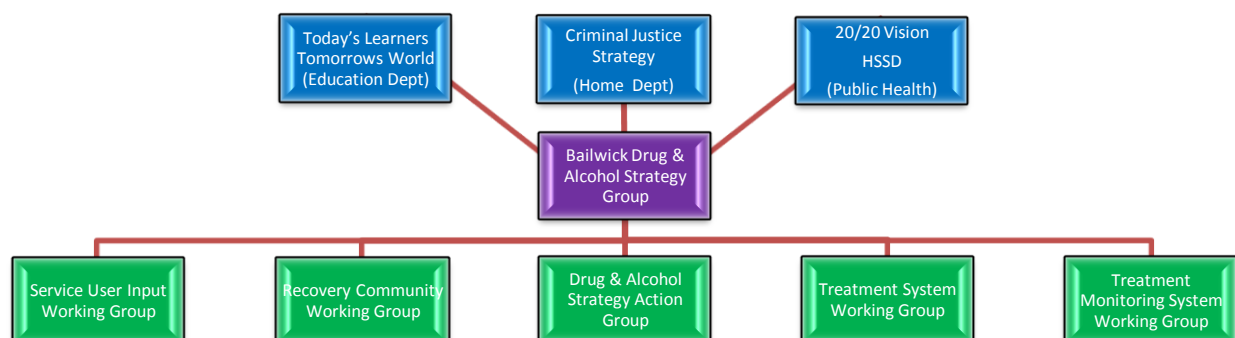 Today's Learners
Tomorrows World
(Education Dept)
Criminal Justice
Strategy
(Home Dept)
20/20 Vision
HSSD
(Public Health)
Bailwick Drug &
Alcohol Strategy
Group
Service User Input
Working Group
Recovery Community
Working Group
Drug & Alcohol
Strategy Action
Group
Treatment System
Working Group
Treatment
Monitoring System
Working Group